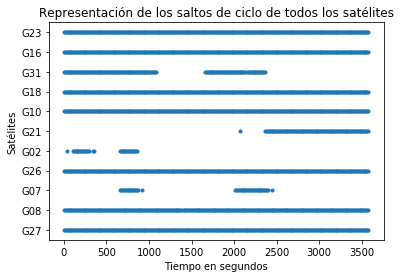 Representación de los saltos de ciclo de todos los satélites
Satélites
G23
G16
G31
G18
G10
G21
G02
G26
G07
G08
G27
0 500 1000 1500 2000 2500 3000 3500
Tiempo en segundos